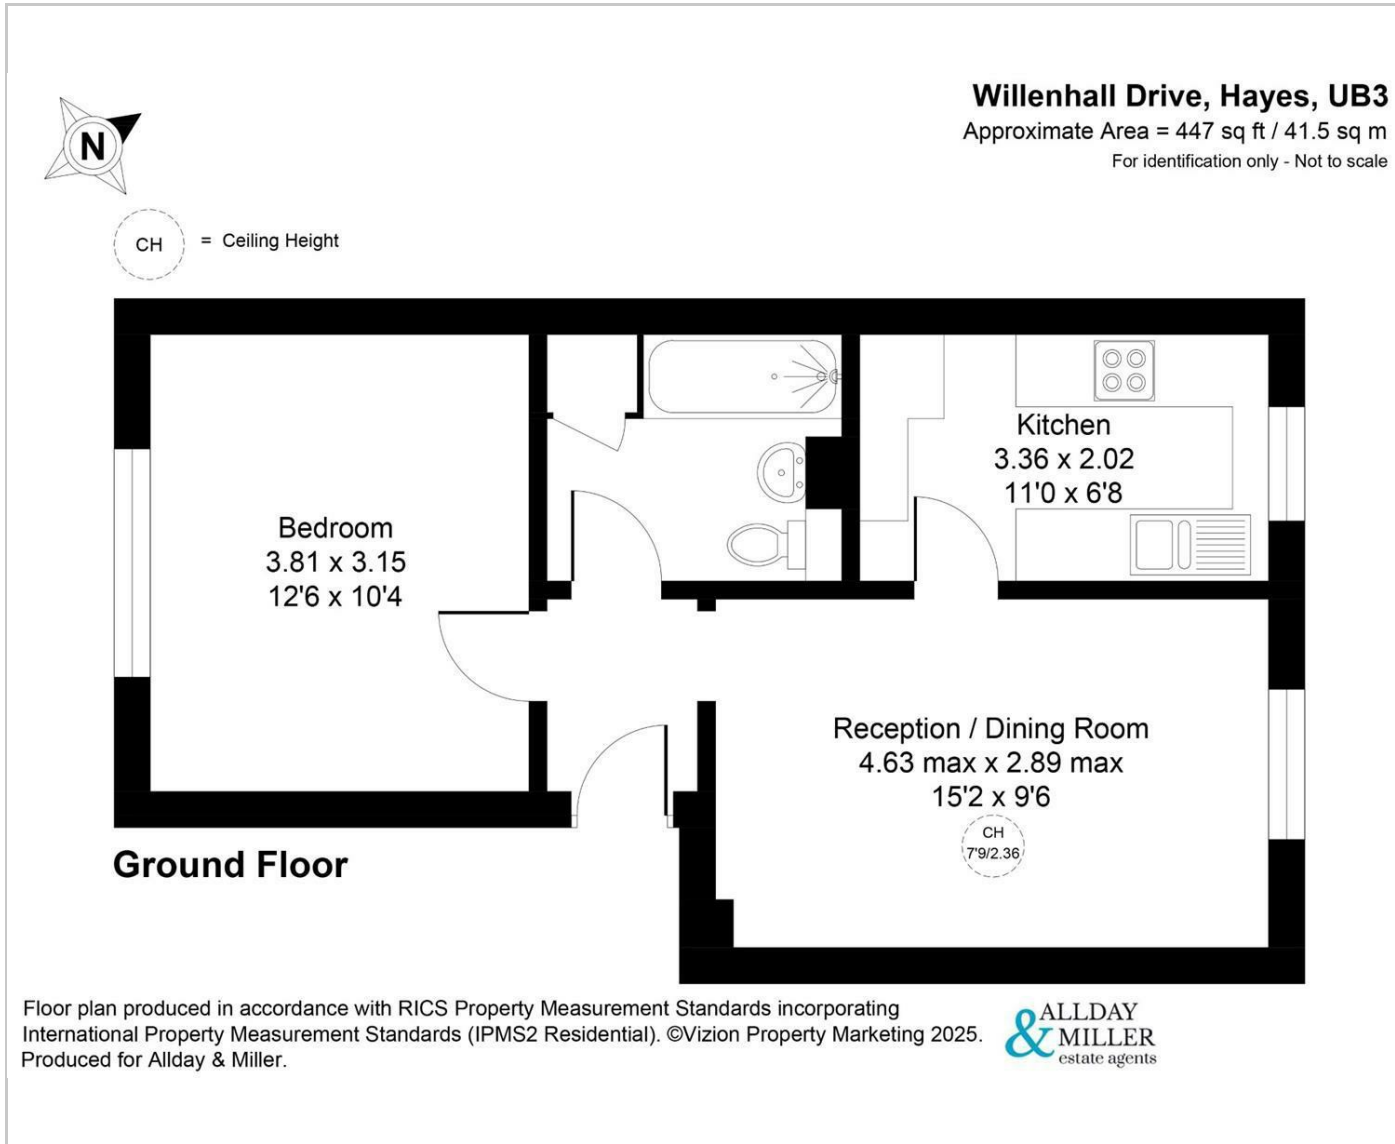 Willenhall Drive, Hayes, UB3
Approximate Area = 447 sq ft / 41.5 sq m
For identification only - Not to scale
N
CH = Ceiling Height
Kitchen
3.36 x 2.02
11'0 x 6'8
Bedroom
3.81 x 3.15
12'6 x 10'4
Reception / Dining Room
4.63 max x 2.89 max
15'2 x 9'6
CH
7'9/2.36
Ground Floor
Floor plan produced in accordance with RICS Property Measurement Standards incorporating
International Property Measurement Standards (IPMS2 Residential). ©Vizion Property Marketing 2025.
Produced for Allday & Miller.
ALLDAY
& MILLER
estate agents